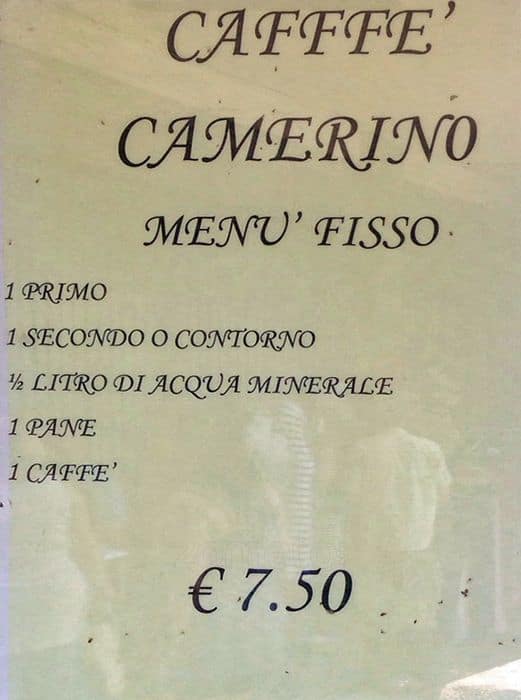 CAFFFE'
CAMERINO
MENU' FISSO
1 PRIMO
1 SECONDO O CONTORNO
½ LITRO DI ACQUA MINERALE
1 PANE
1 CAFFE'
€ 7.50